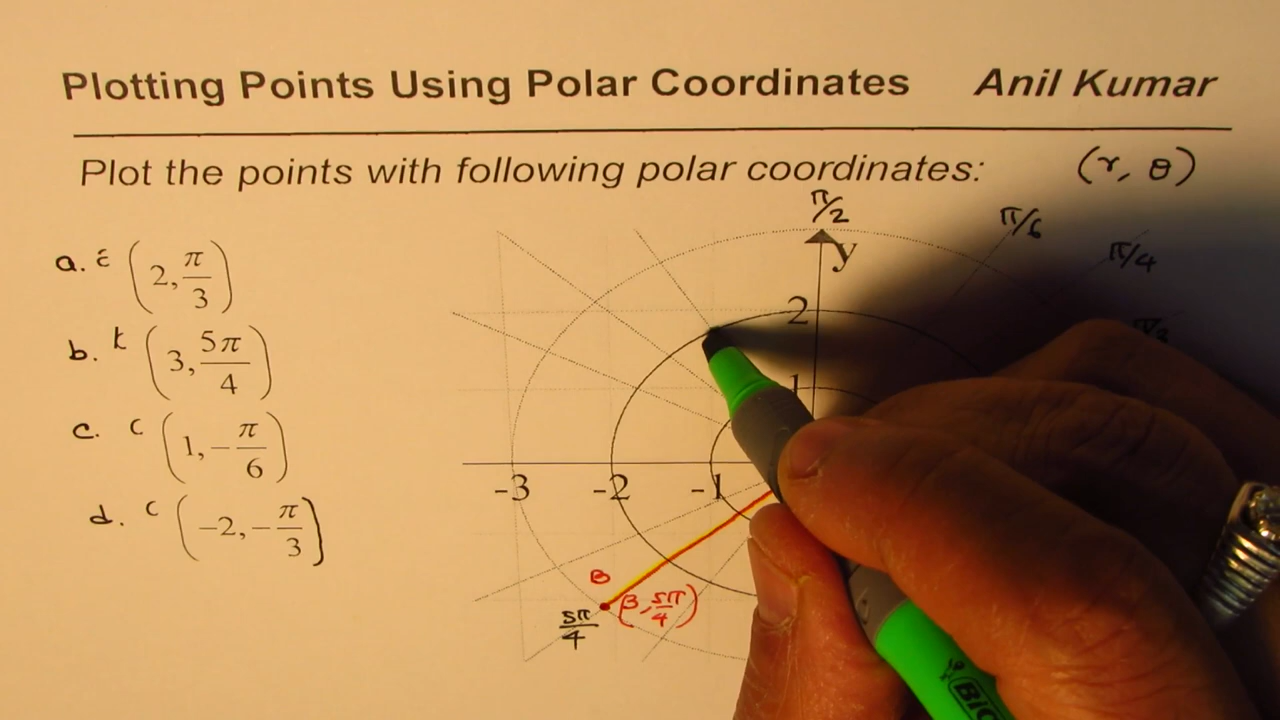 Plotting Points Using Polar Coordinates Anil Kumar
Plot the points with following polar coordinates: (r, θ)
π/2
π/6
π/4
y
a. (2, π/3)
2
b. (3, 5π/4)
1
c. (1, -π/6)
-3 -2 -1
d. (-2, -π/3)
B
(3, 5π/4)
5π/4
BIC